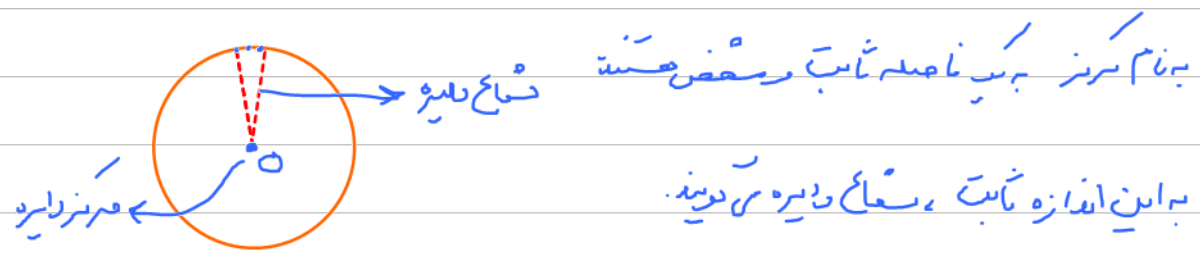 به نام مرکز به یک فاصله ثابت و مشخص هستند
شعاع دایره
O
به این اندازه ثابت، شعاع دایره می گویند.
مرکز دایره